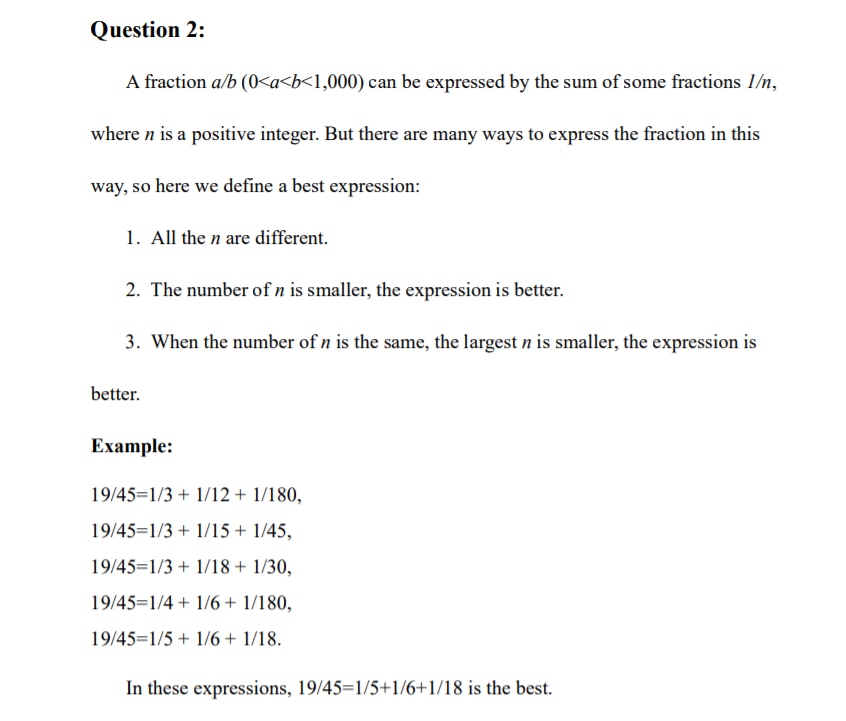 Question 2:
A fraction a/b (0<a<b<1,000) can be expressed by the sum of some fractions 1/n,
where n is a positive integer. But there are many ways to express the fraction in this
way, so here we define a best expression:
1. All the n are different.
2. The number of n is smaller, the expression is better.
3. When the number of n is the same, the largest n is smaller, the expression is
better.
Example:
19/45=1/3 + 1/12 + 1/180,
19/45=1/3 + 1/15 + 1/45,
19/45=1/3 + 1/18 + 1/30,
19/45=1/4 + 1/6 + 1/180,
19/45=1/5 + 1/6 + 1/18.
In these expressions, 19/45=1/5+1/6+1/18 is the best.